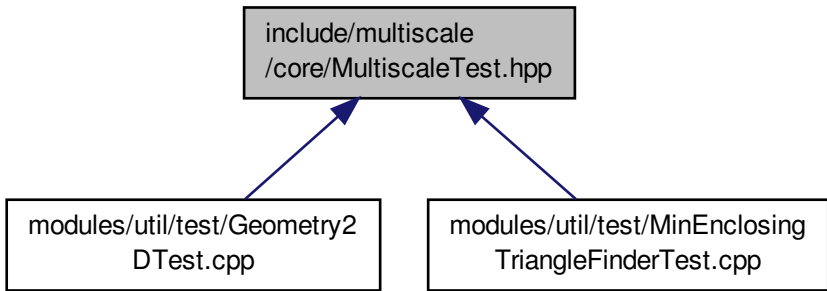 include/multiscale
/core/MultiscaleTest.hpp
modules/util/test/Geometry2
DTest.cpp
modules/util/test/MinEnclosing
TriangleFinderTest.cpp